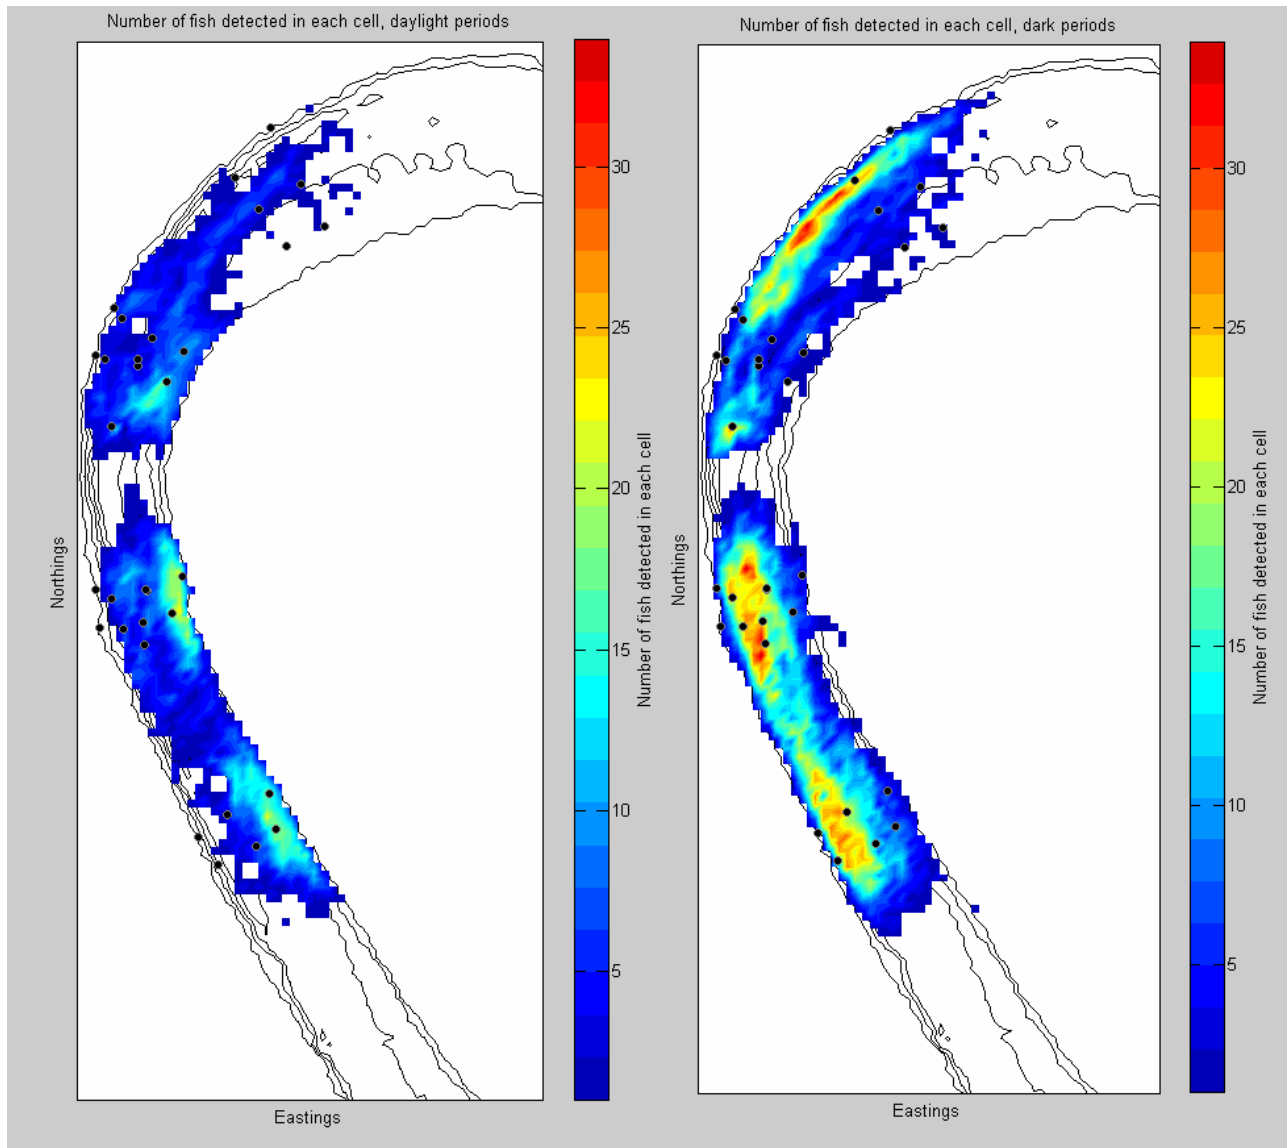 Number of fish detected in each cell, daylight periods
Northings
Eastings
30
25
20
15
10
5
Number of fish detected in each cell
Number of fish detected in each cell, dark periods
Northings
Eastings
30
25
20
15
10
5
Number of fish detected in each cell